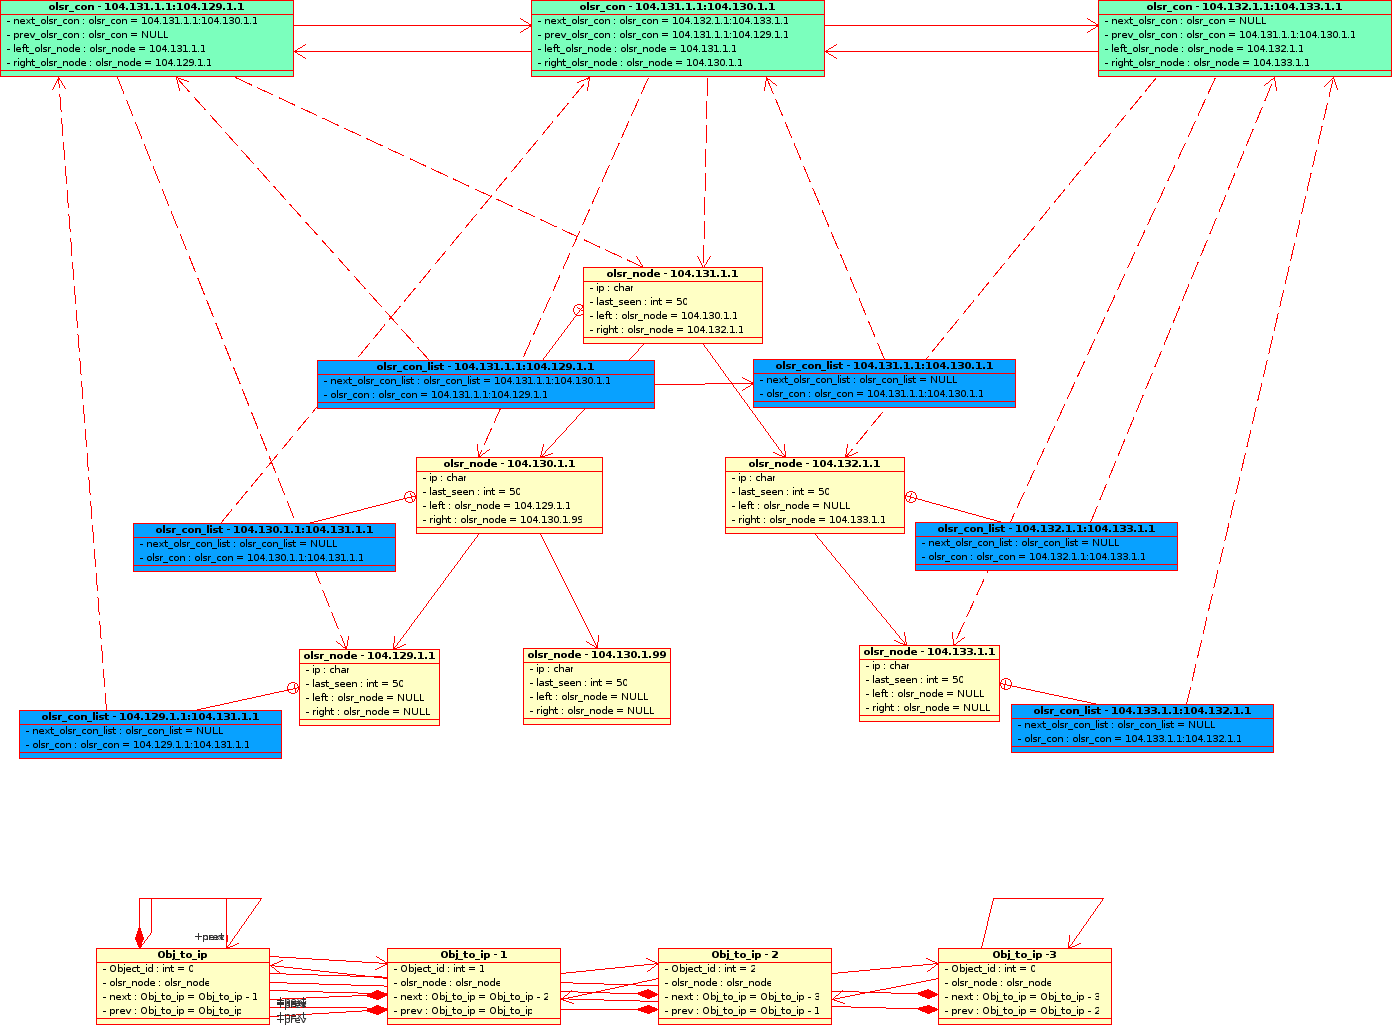 olsr_con - 104.131.1.1:104.129.1.1
- next_olsr_con : olsr_con = 104.131.1.1:104.130.1.1
- prev_olsr_con : olsr_con = NULL
- left_olsr_node : olsr_node = 104.131.1.1
- right_olsr_node : olsr_node = 104.129.1.1
olsr_con - 104.131.1.1:104.130.1.1
- next_olsr_con : olsr_con = 104.132.1.1:104.133.1.1
- prev_olsr_con : olsr_con = 104.131.1.1:104.129.1.1
- left_olsr_node : olsr_node = 104.131.1.1
- right_olsr_node : olsr_node = 104.130.1.1
olsr_con - 104.132.1.1:104.133.1.1
- next_olsr_con : olsr_con = NULL
- prev_olsr_con : olsr_con = 104.131.1.1:104.130.1.1
- left_olsr_node : olsr_node = 104.132.1.1
- right_olsr_node : olsr_node = 104.133.1.1
olsr_node - 104.131.1.1
- ip : char
- last_seen : int = 50
- left : olsr_node = 104.130.1.1
- right : olsr_node = 104.132.1.1
olsr_con_list - 104.131.1.1:104.129.1.1
- next_olsr_con_list : olsr_con_list = 104.131.1.1:104.130.1.1
- olsr_con : olsr_con = 104.131.1.1:104.129.1.1
olsr_con_list - 104.131.1.1:104.130.1.1
- next_olsr_con_list : olsr_con_list = NULL
- olsr_con : olsr_con = 104.131.1.1:104.130.1.1
olsr_node - 104.130.1.1
- ip : char
- last_seen : int = 50
- left : olsr_node = 104.129.1.1
- right : olsr_node = 104.130.1.99
olsr_node - 104.132.1.1
- ip : char
- last_seen : int = 50
- left : olsr_node = NULL
- right : olsr_node = 104.133.1.1
olsr_con_list - 104.130.1.1:104.131.1.1
- next_olsr_con_list : olsr_con_list = NULL
- olsr_con : olsr_con = 104.130.1.1:104.131.1.1
olsr_con_list - 104.132.1.1:104.133.1.1
- next_olsr_con_list : olsr_con_list = NULL
- olsr_con : olsr_con = 104.132.1.1:104.133.1.1
olsr_node - 104.129.1.1
- ip : char
- last_seen : int = 50
- left : olsr_node = NULL
- right : olsr_node = NULL
olsr_node - 104.130.1.99
- ip : char
- last_seen : int = 50
- left : olsr_node = NULL
- right : olsr_node = NULL
olsr_node - 104.133.1.1
- ip : char
- last_seen : int = 50
- left : olsr_node = NULL
- right : olsr_node = NULL
olsr_con_list - 104.129.1.1:104.131.1.1
- next_olsr_con_list : olsr_con_list = NULL
- olsr_con : olsr_con = 104.129.1.1:104.131.1.1
olsr_con_list - 104.133.1.1:104.132.1.1
- next_olsr_con_list : olsr_con_list = NULL
- olsr_con : olsr_con = 104.133.1.1:104.132.1.1
Obj_to_ip
- Object_id : int = 0
- olsr_node : olsr_node
- next : Obj_to_ip = Obj_to_ip - 1
- prev : Obj_to_ip = Obj_to_ip
+prev
Obj_to_ip - 1
- Object_id : int = 1
- olsr_node : olsr_node
- next : Obj_to_ip = Obj_to_ip - 2
- prev : Obj_to_ip = Obj_to_ip
Obj_to_ip - 2
- Object_id : int = 2
- olsr_node : olsr_node
- next : Obj_to_ip = Obj_to_ip - 3
- prev : Obj_to_ip = Obj_to_ip - 1
Obj_to_ip -3
- Object_id : int = 0
- olsr_node : olsr_node
- next : Obj_to_ip = Obj_to_ip - 3
- prev : Obj_to_ip = Obj_to_ip - 2